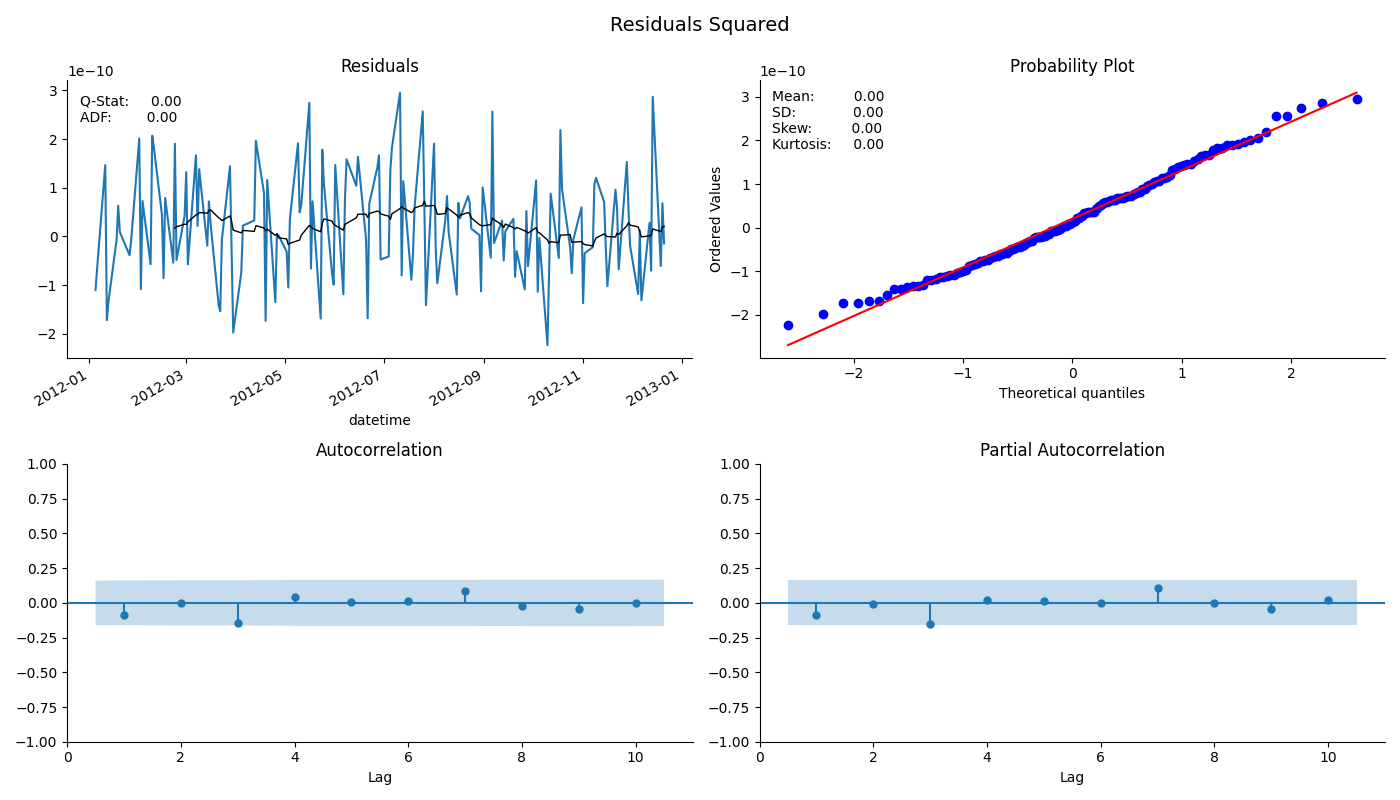 Residuals Squared
Residuals
1e−10
Q-Stat: 0.00
ADF: 0.00
3
2
1
0
−1
−2
2012-01 2012-03 2012-05 2012-07 2012-09 2012-11 2013-01
datetime
Probability Plot
1e−10
Mean: 0.00
SD: 0.00
Skew: 0.00
Kurtosis: 0.00
Ordered Values
3
2
1
0
−1
−2
−2 −1 0 1 2
Theoretical quantiles
Autocorrelation
1.00
0.75
0.50
0.25
0.00
−0.25
−0.50
−0.75
−1.00
0 2 4 6 8 10
Lag
Partial Autocorrelation
1.00
0.75
0.50
0.25
0.00
−0.25
−0.50
−0.75
−1.00
0 2 4 6 8 10
Lag